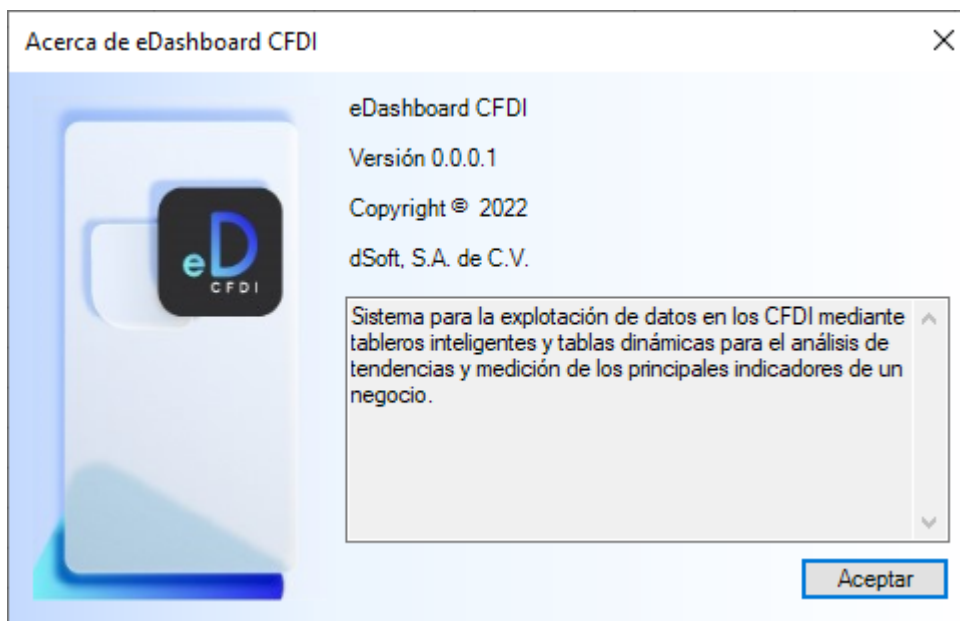 Acerca de eDashboard CFDI
eD
CFDI
eDashboard CFDI
Versión 0.0.0.1
Copyright © 2022
dSoft, S.A. de C.V.
Sistema para la explotación de datos en los CFDI mediante
tableros inteligentes y tablas dinámicas para el análisis de
tendencias y medición de los principales indicadores de un
negocio.
Aceptar